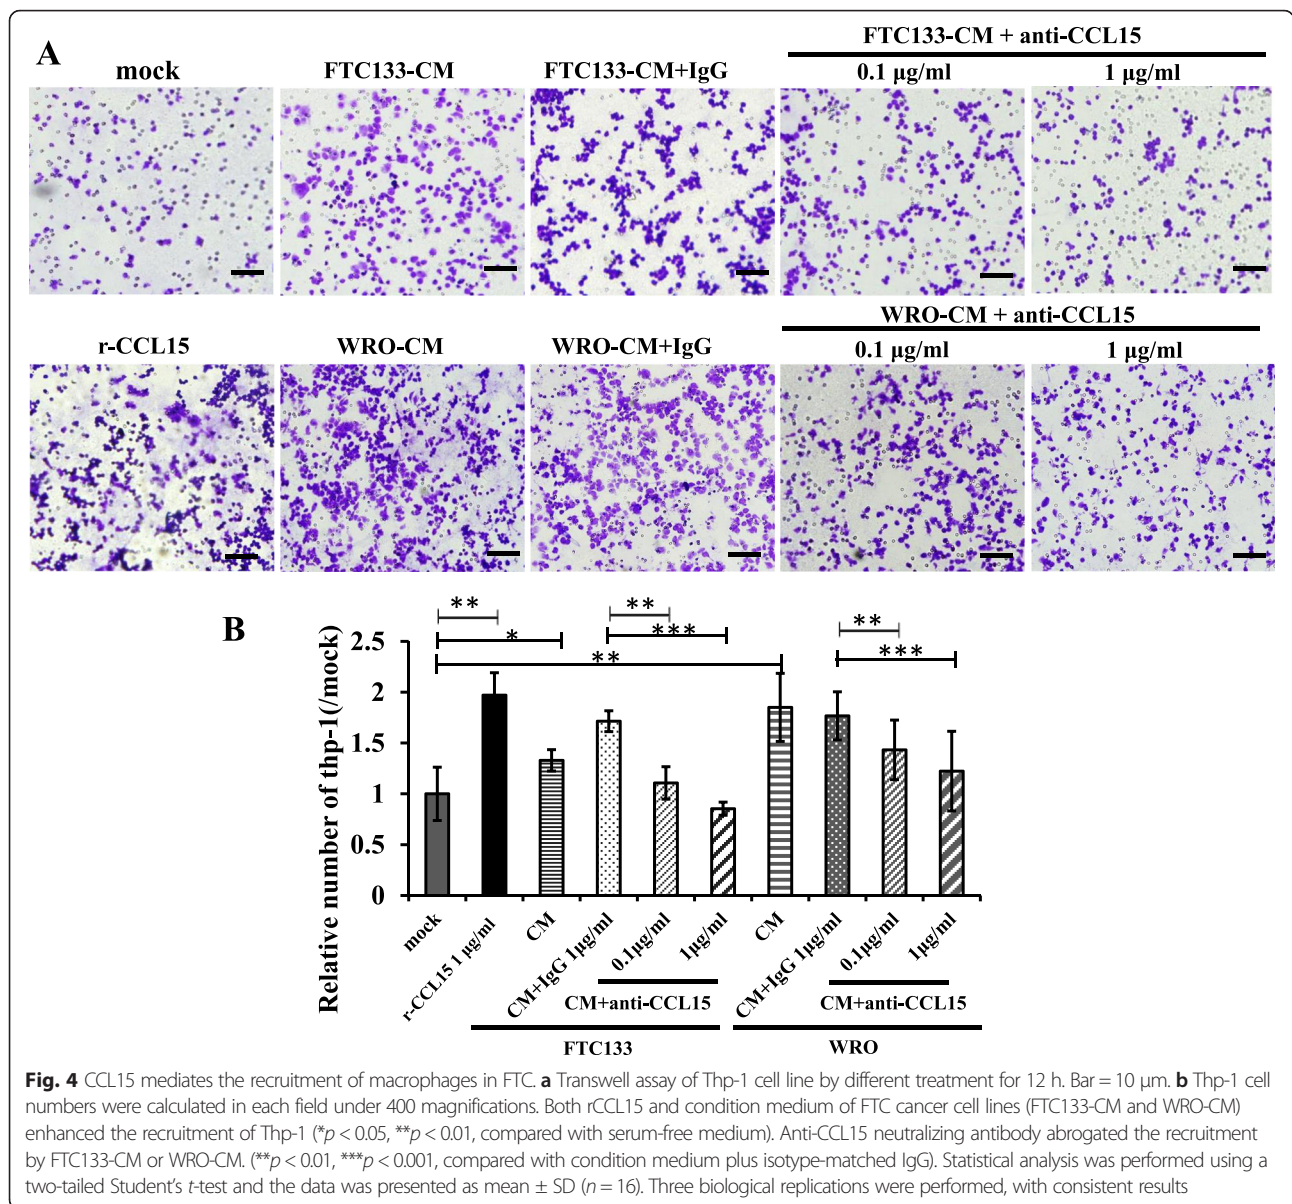 A
mock
FTC133-CM
FTC133-CM+IgG
FTC133-CM + anti-CCL15
0.1 µg/ml
1 µg/ml
r-CCL15
WRO-CM
WRO-CM+IgG
WRO-CM + anti-CCL15
0.1 µg/ml
1 µg/ml
B
**
*
**
**
***
**
***
Relative number of thp-1(/mock)
2.5
2
1.5
1
0.5
0
mock
r-CCL15 1 µg/ml
CM
CM+IgG 1µg/ml
0.1µg/ml
1µg/ml
CM
CM+IgG 1µg/ml
0.1µg/ml
1µg/ml
CM+anti-CCL15
CM+anti-CCL15
FTC133
WRO
Fig. 4 CCL15 mediates the recruitment of macrophages in FTC. a Transwell assay of Thp-1 cell line by different treatment for 12 h. Bar = 10 µm. b Thp-1 cell
numbers were calculated in each field under 400 magnifications. Both rCCL15 and condition medium of FTC cancer cell lines (FTC133-CM and WRO-CM)
enhanced the recruitment of Thp-1 (*p < 0.05, **p < 0.01, compared with serum-free medium). Anti-CCL15 neutralizing antibody abrogated the recruitment
by FTC133-CM or WRO-CM. (**p < 0.01, ***p < 0.001, compared with condition medium plus isotype-matched IgG). Statistical analysis was performed using a
two-tailed Student's t-test and the data was presented as mean ± SD (n = 16). Three biological replications were performed, with consistent results